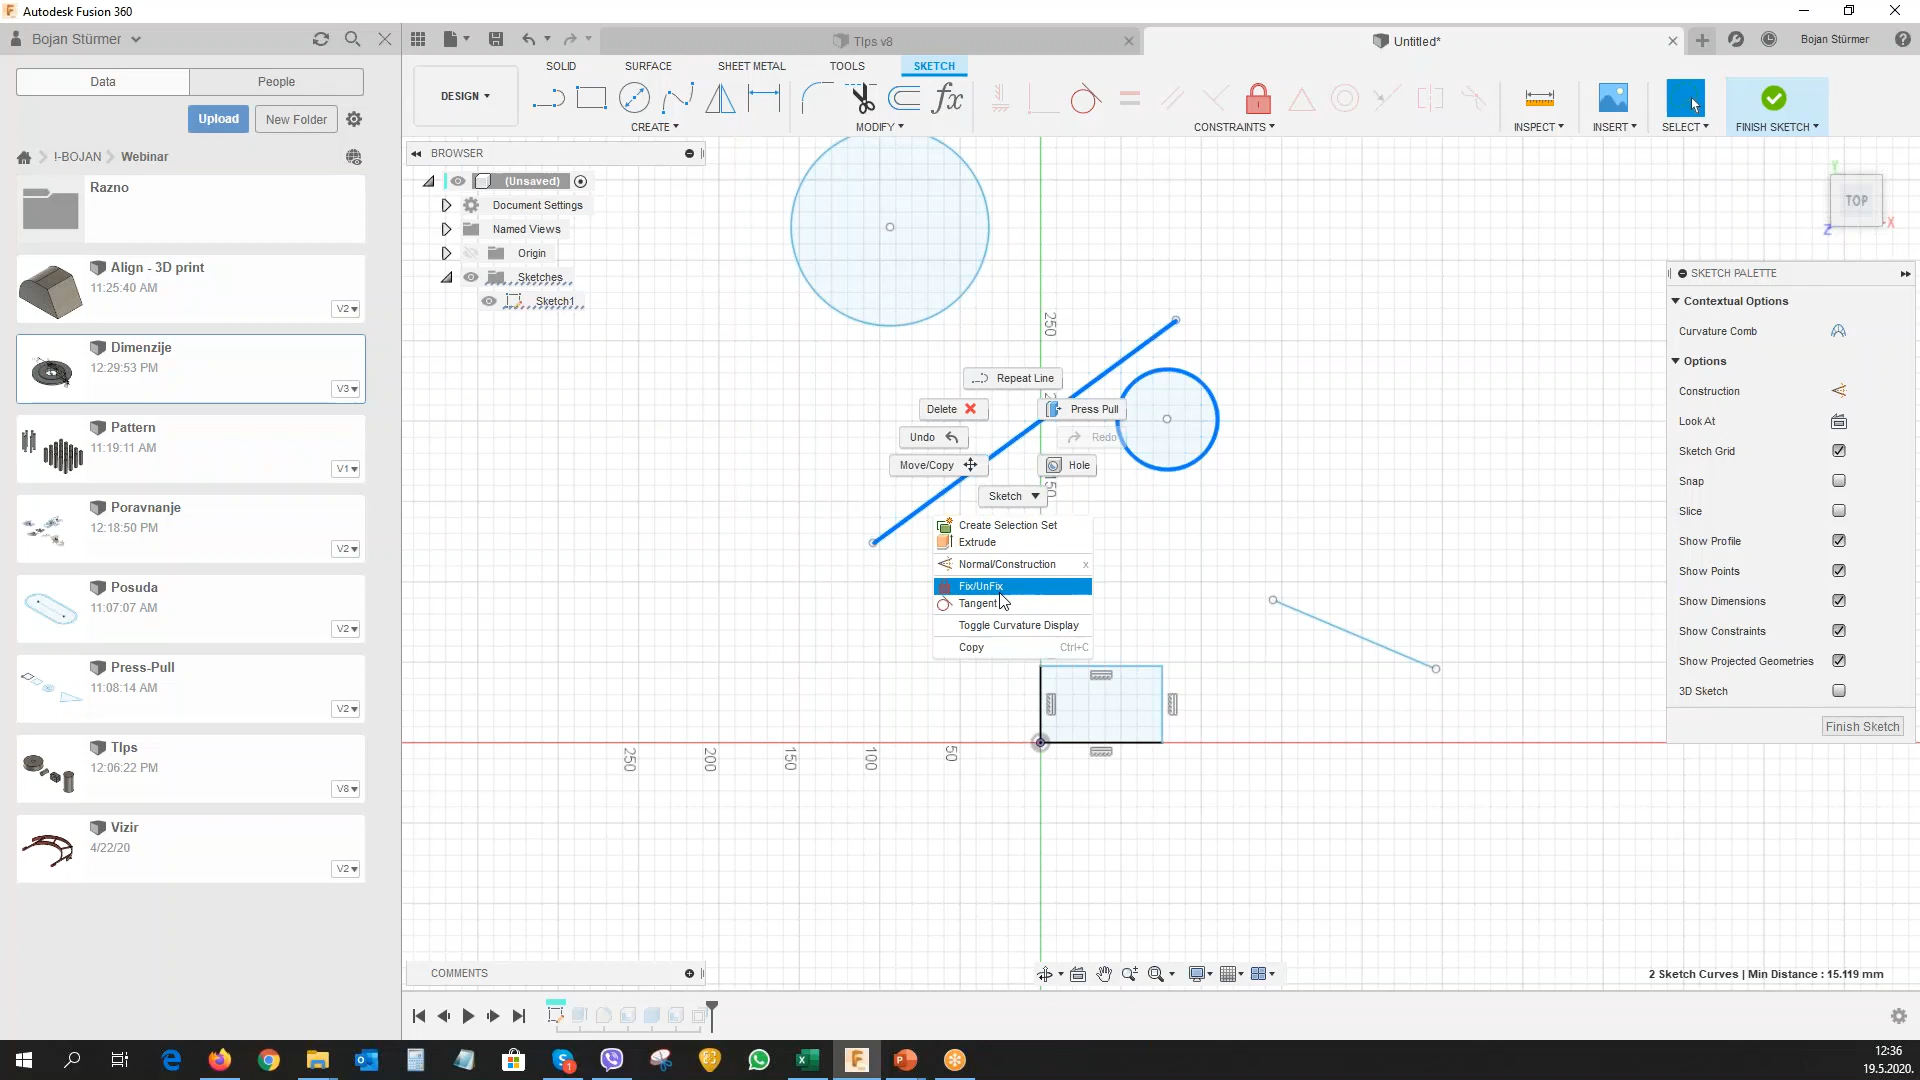 Autodesk Fusion 360
Bojan Stürmer
TIps v8
Untitled*
Bojan Stürmer
Data
People
SOLID
SURFACE
SHEET METAL
TOOLS
SKETCH
DESIGN
Upload
New Folder
CREATE
MODIFY
CONSTRAINTS
INSPECT
INSERT
SELECT
FINISH SKETCH
!-BOJAN
Webinar
BROWSER
Razno
(Unsaved)
Document Settings
Named Views
Origin
Sketches
Sketch1
TOP
Y
X
Z
Align - 3D print
11:25:40 AM
V2
Dimenzije
12:29:53 PM
V3
Pattern
11:19:11 AM
V1
Poravnanje
12:18:50 PM
V2
Posuda
11:07:07 AM
V2
Press-Pull
11:08:14 AM
V2
TIps
12:06:22 PM
V8
Vizir
4/22/20
V2
250
Repeat Line
Delete
Press Pull
Undo
Redo
Move/Copy
Hole
Sketch
Create Selection Set
Extrude
Normal/Construction x
Fix/UnFix
Tangent
Toggle Curvature Display
Copy Ctrl+C
250
200
150
100
50
SKETCH PALETTE
Contextual Options
Curvature Comb
Options
Construction
Look At
Sketch Grid
Snap
Slice
Show Profile
Show Points
Show Dimensions
Show Constraints
Show Projected Geometries
3D Sketch
Finish Sketch
COMMENTS
2 Sketch Curves | Min Distance : 15.119 mm
12:36
19.5.2020.